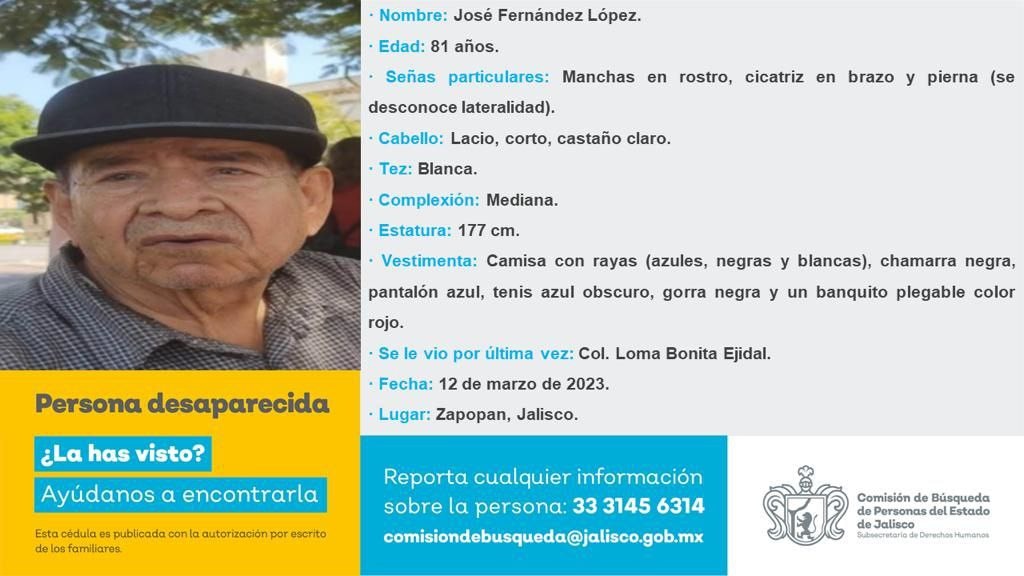 · Nombre: José Fernández López.
· Edad: 81 años.
· Señas particulares: Manchas en rostro, cicatriz en brazo y pierna (se
desconoce lateralidad).
· Cabello: Lacio, corto, castaño claro.
· Tez: Blanca.
· Complexión: Mediana.
· Estatura: 177 cm.
· Vestimenta: Camisa con rayas (azules, negras y blancas), chamarra negra,
pantalón azul, tenis azul obscuro, gorra negra y un banquito plegable color
rojo.
· Se le vio por última vez: Col. Loma Bonita Ejidal.
· Fecha: 12 de marzo de 2023.
· Lugar: Zapopan, Jalisco.
Persona desaparecida
¿La has visto?
Ayúdanos a encontrarla
Esta cédula es publicada con la autorización por escrito
de los familiares.
Reporta cualquier información
sobre la persona: 33 3145 6314
comisiondebusqueda@jalisco.gob.mx
Comisión de Búsqueda
de Personas del Estado
de Jalisco
Subsecretaría de Derechos Humanos